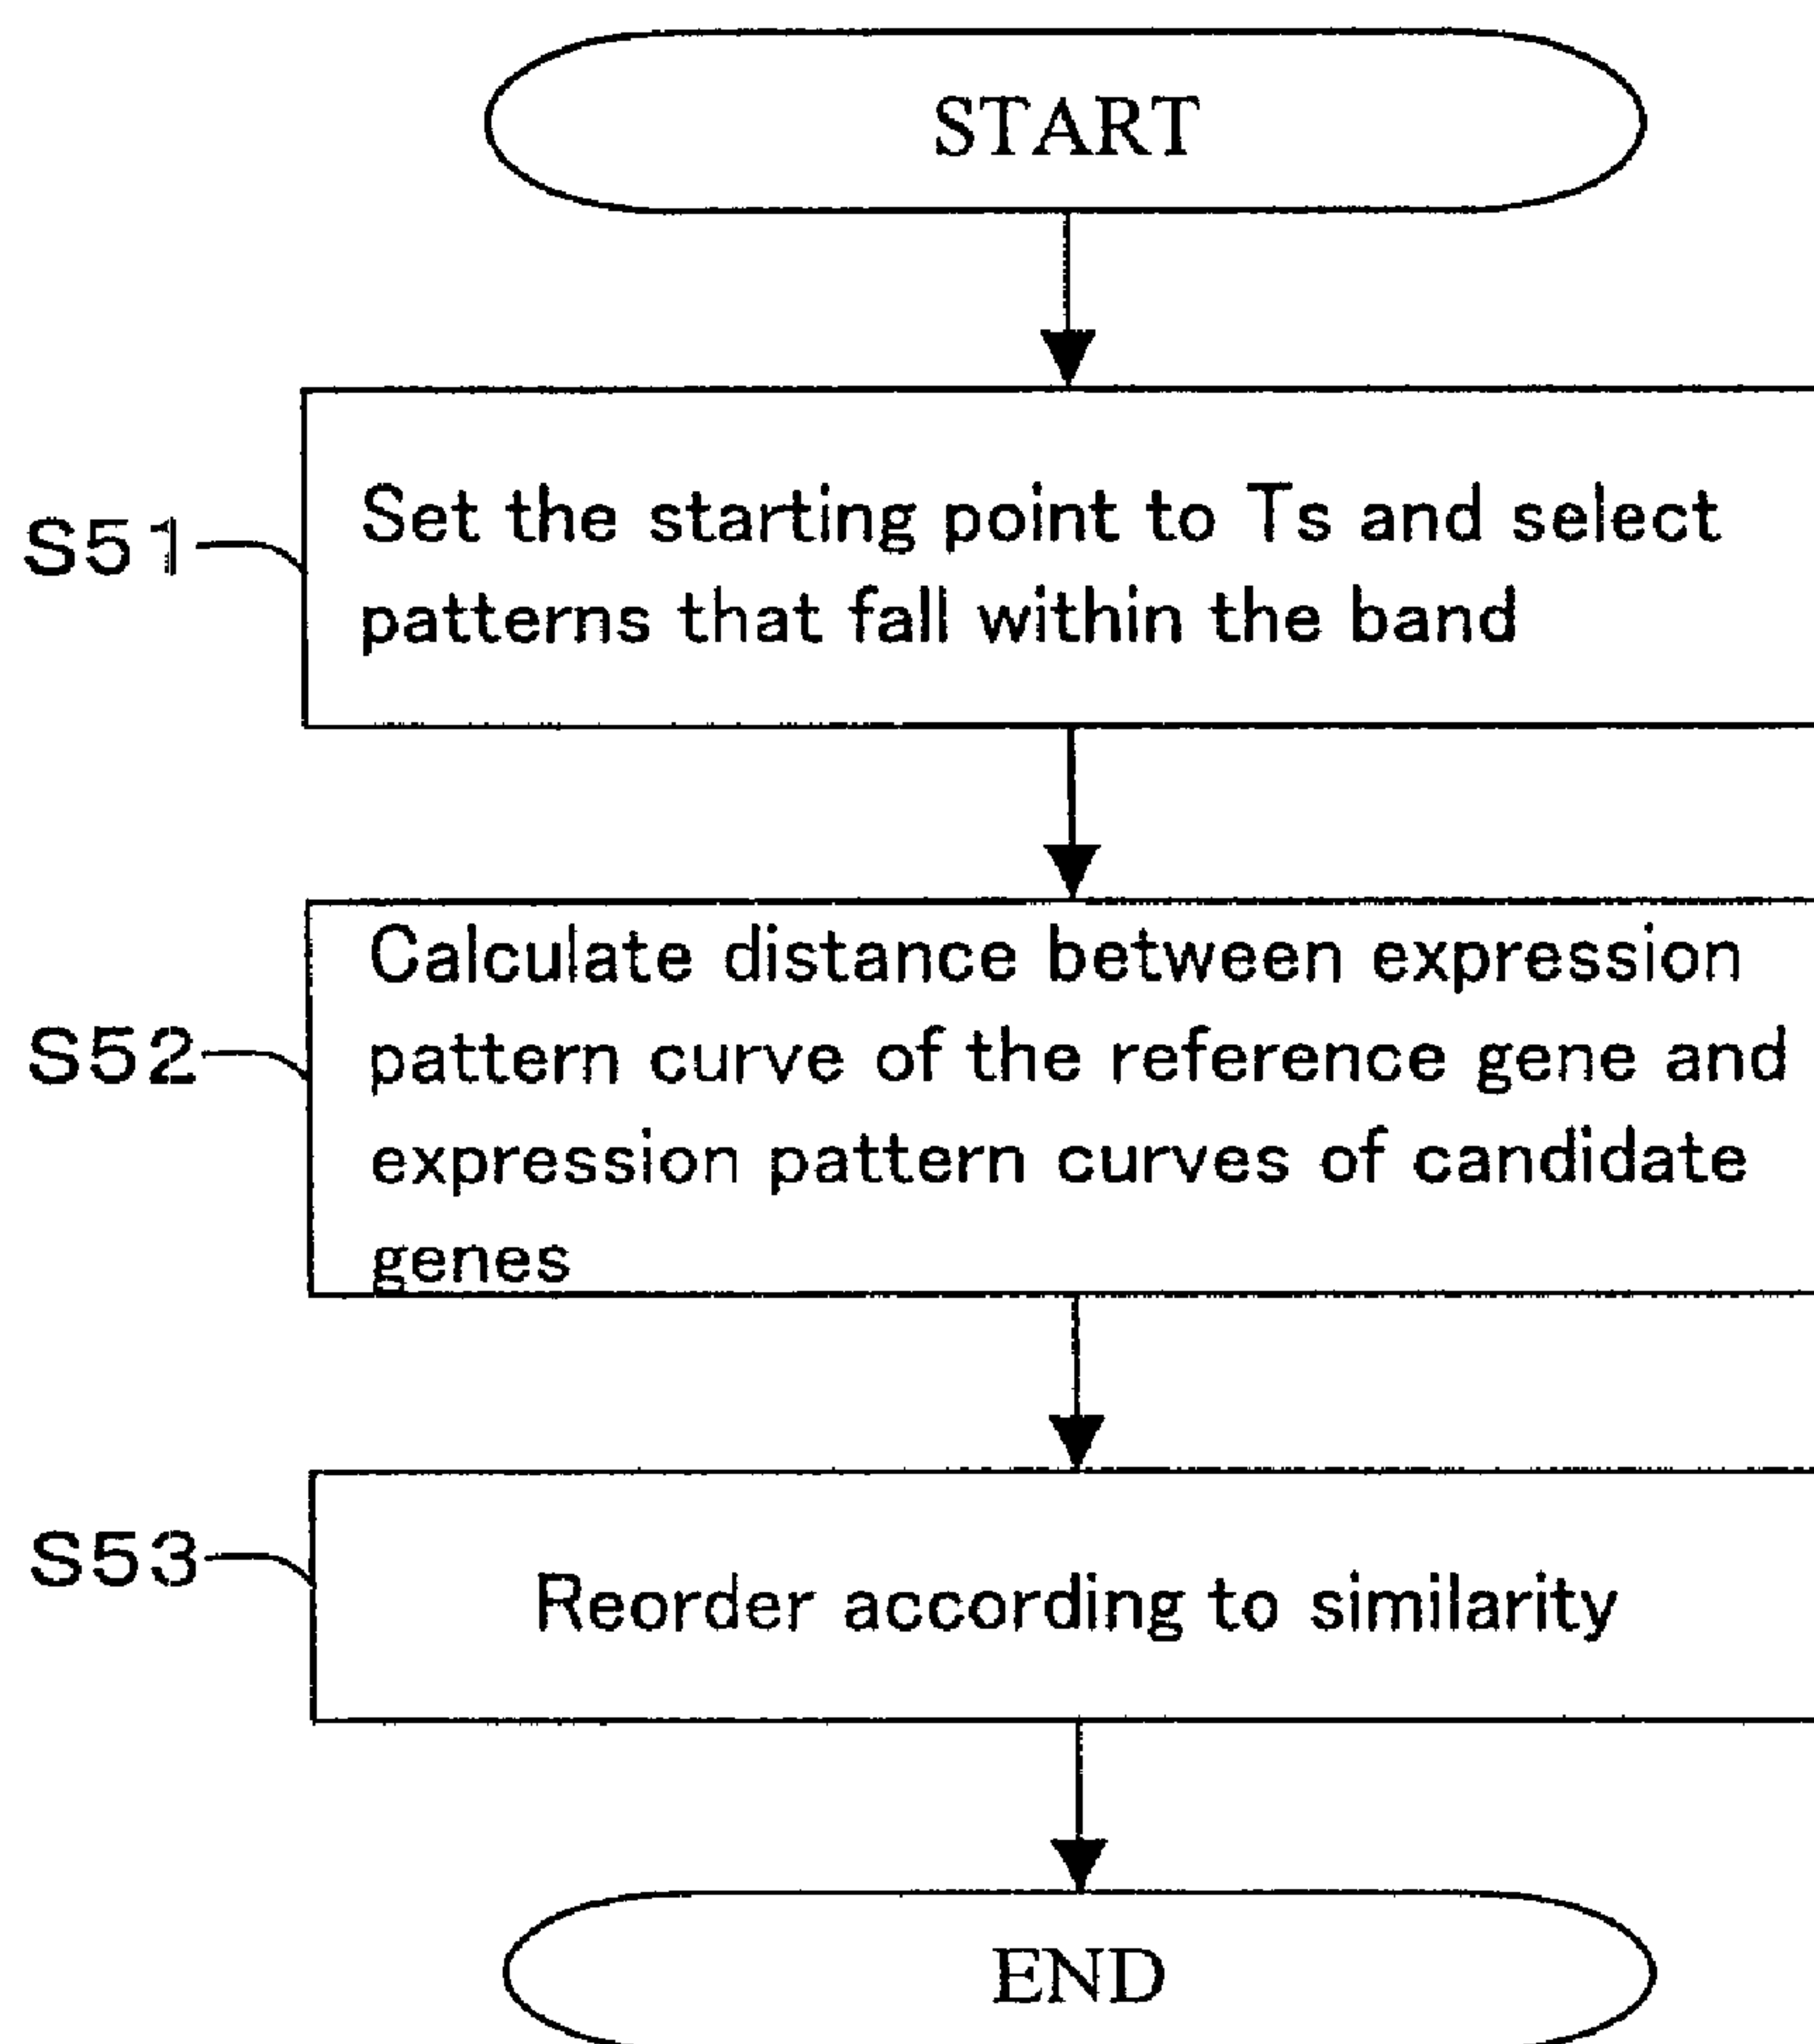 START
S51
Set the starting point to Ts and select
patterns that fall within the band
S52
Calculate distance between expression
pattern curve of the reference gene and
expression pattern curves of candidate
genes
S53
Reorder according to similarity
END